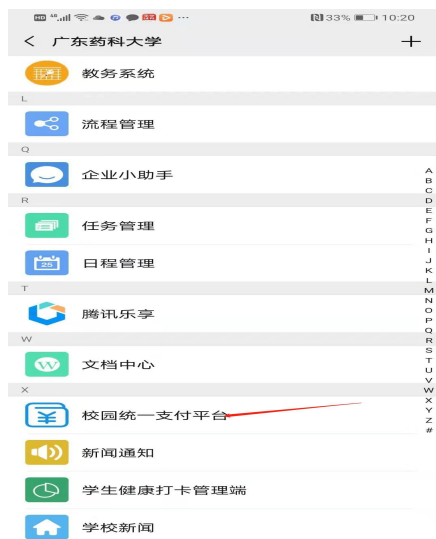 HD 46 33% 10:20
广东药科大学
教务系统
L
流程管理
Q
企业小助手
R
任务管理
25
日程管理
T
腾讯乐享
W
W
文档中心
X
¥
校园统一支付平台
新闻通知
学生健康打卡管理端
学校新闻
A
B
C
D
E
F
G
H
I
J
K
L
M
N
O
P
Q
R
S
T
U
V
W
X
Y
Z
#